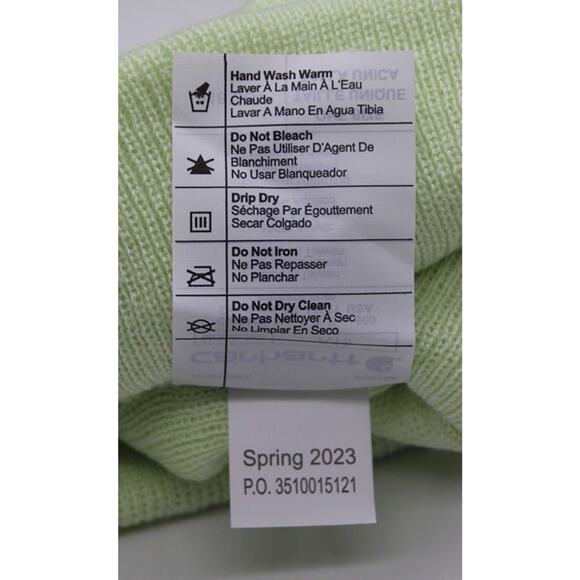 Hand Wash Warm
Laver À La Main À L'Eau
Chaude
Lavar A Mano En Agua Tibia
Do Not Bleach
Ne Pas Utiliser D'Agent De
Blanchiment
No Usar Blanqueador
Drip Dry
Séchage Par Égouttement
Secar Colgado
Do Not Iron
Ne Pas Repasser
No Planchar
Do Not Dry Clean
Ne Pas Nettoyer À Sec
No Limpiar En Seco
carhartt
Spring 2023
P.O. 3510015121